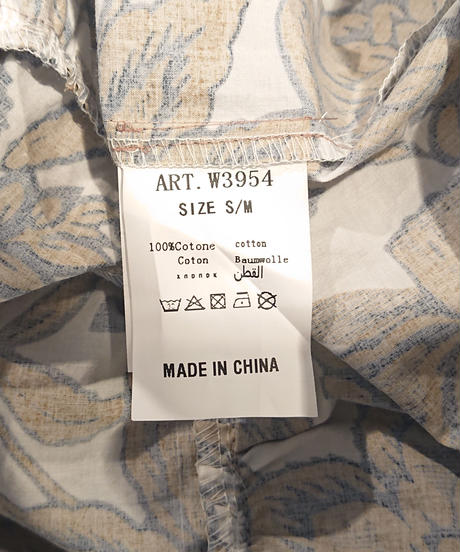 ART. W3954
SIZE S/M
100%Cotone cotton
Coton Baumwolle
хлопок القطن
MADE IN CHINA